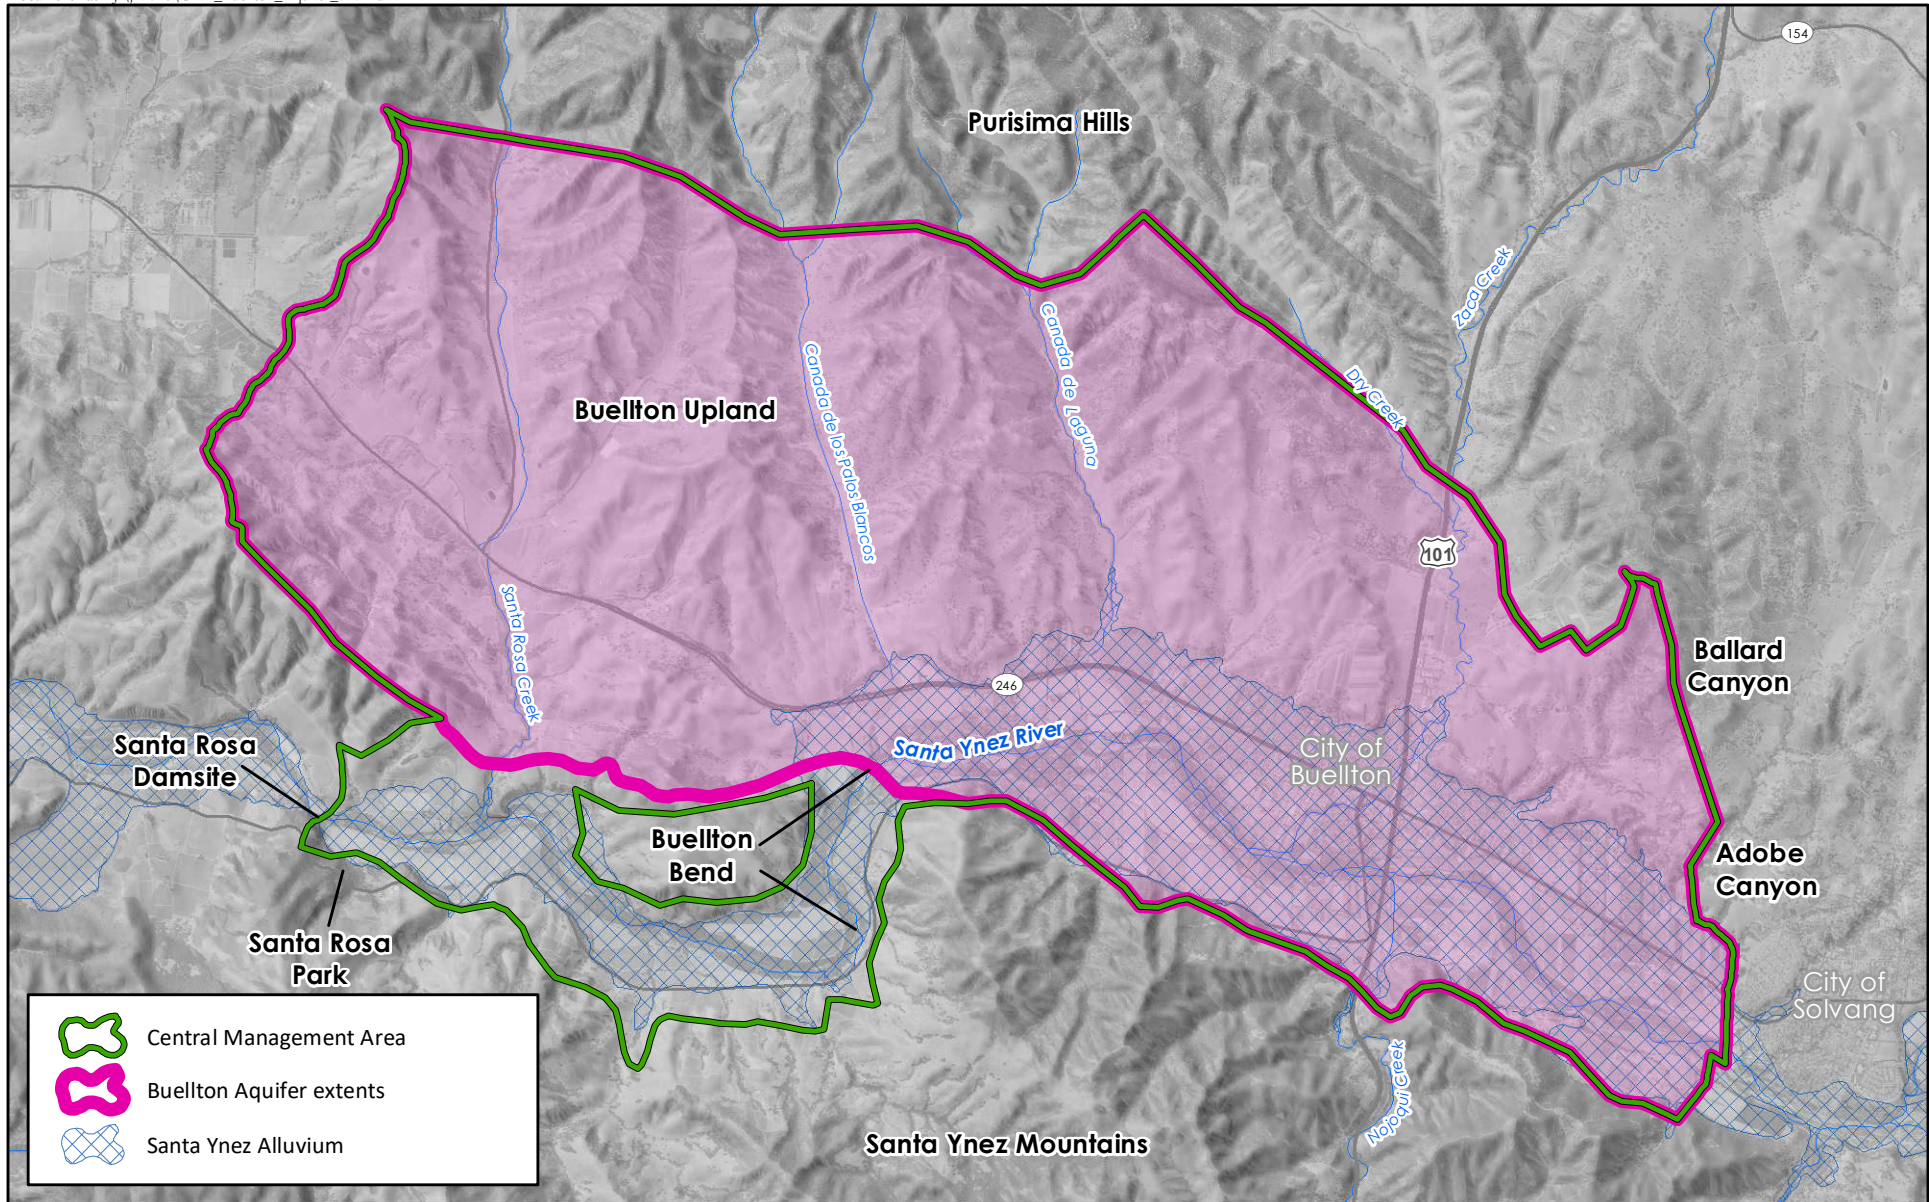 154
Purisima Hills
Zaca Creek
Canada de Laguna
Canada de los Palos Blancos
Dry Creek
Buellton Upland
101
Santa Rosa Creek
Ballard
Canyon
246
Santa Ynez River
City of
Buellton
Santa Rosa
Damsite
Buellton
Bend
Adobe
Canyon
Santa Rosa
Park
City of
Solvang
Nojoqui Creek
Santa Ynez Mountains
Central Management Area
Buellton Aquifer extents
Santa Ynez Alluvium